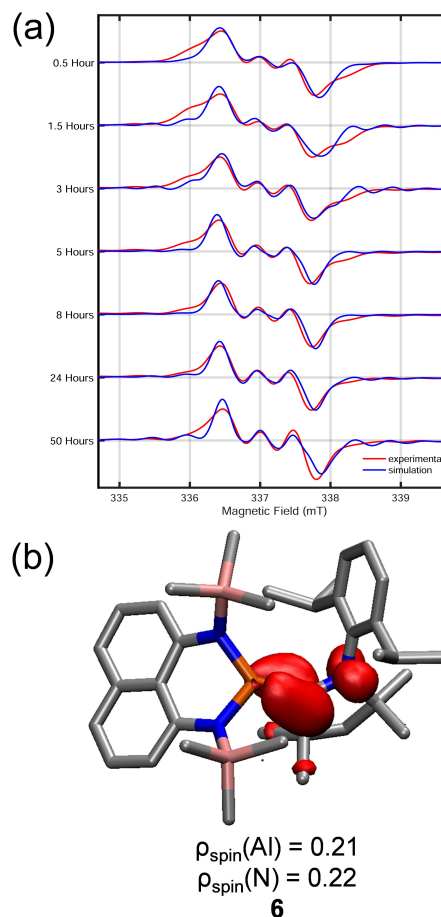 (a)
0.5 Hour
1.5 Hours
3 Hours
5 Hours
8 Hours
24 Hours
50 Hours
experimental
simulation
335 336 337 338 339
Magnetic Field (mT)
(b)
ρspin(Al) = 0.21
ρspin(N) = 0.22
6